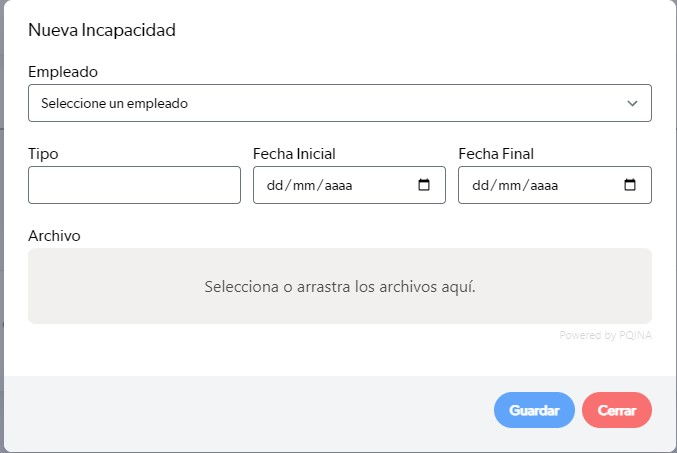 Nueva Incapacidad
Empleado
Seleccione un empleado
Tipo Fecha Inicial Fecha Final
dd/mm/aaaa dd/mm/aaaa
Archivo
Selecciona o arrastra los archivos aquí.
Powered by PQINA
Guardar Cerrar